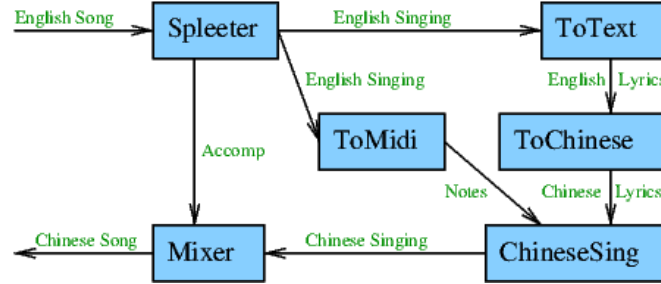 English Song
Spleeter
English Singing
ToText
English Singing
English Lyrics
Accomp
ToMidi
ToChinese
Notes
Chinese Lyrics
Chinese Song
Mixer
Chinese Singing
ChineseSing